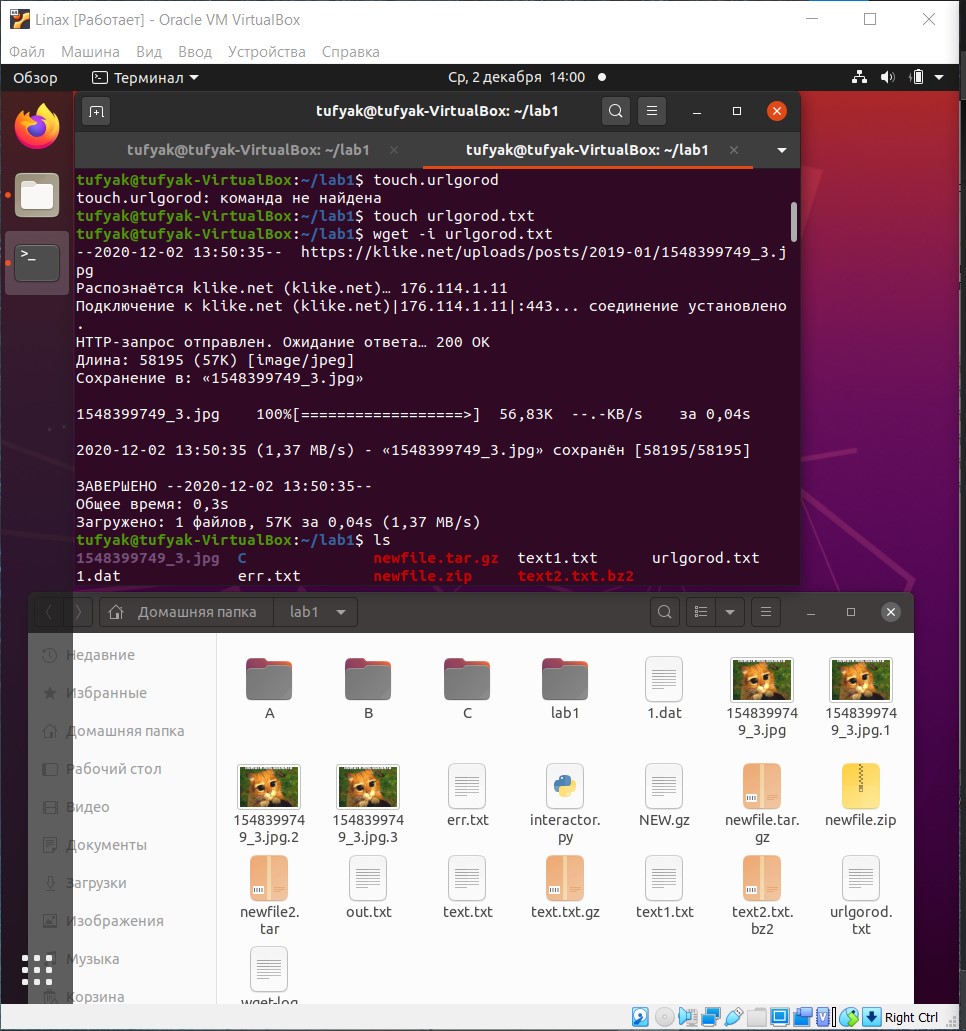 Linax [Работает] - Oracle VM VirtualBox
Файл Машина Вид Ввод Устройства Справка
Обзор Терминал Ср, 2 декабря 14:00
tufyak@tufyak-VirtualBox: ~/lab1
tufyak@tufyak-VirtualBox: ~/lab1 tufyak@tufyak-VirtualBox: ~/lab1
tufyak@tufyak-VirtualBox:~/lab1$ touch.urlgorod
touch.urlgorod: команда не найдена
tufyak@tufyak-VirtualBox:~/lab1$ touch urlgorod.txt
tufyak@tufyak-VirtualBox:~/lab1$ wget -i urlgorod.txt
--2020-12-02 13:50:35-- https://klike.net/uploads/posts/2019-01/1548399749_3.j
pg
Распознаётся klike.net (klike.net)… 176.114.1.11
Подключение к klike.net (klike.net)|176.114.1.11|:443... соединение установлено
.
HTTP-запрос отправлен. Ожидание ответа… 200 OK
Длина: 58195 (57K) [image/jpeg]
Сохранение в: «1548399749_3.jpg»
1548399749_3.jpg 100%[===================>] 56,83K --.-KB/s за 0,04s
2020-12-02 13:50:35 (1,37 MB/s) - «1548399749_3.jpg» сохранён [58195/58195]
ЗАВЕРШЕНО --2020-12-02 13:50:35--
Общее время: 0,3s
Загружено: 1 файлов, 57K за 0,04s (1,37 MB/s)
tufyak@tufyak-VirtualBox:~/lab1$ ls
1548399749_3.jpg C newfile.tar.gz text1.txt urlgorod.txt
1.dat err.txt newfile.zip text2.txt.bz2
Домашняя папка lab1
Недавние
Избранные
Домашняя папка
Рабочий стол
Видео
Документы
Загрузки
Изображения
Музыка
Корзина
A B C lab1 1.dat 154839974 154839974
9_3.jpg 9_3.jpg.1
154839974 154839974 err.txt interactor. NEW.gz newfile.tar. newfile.zip
9_3.jpg.2 9_3.jpg.3 py gz
newfile2. out.txt text.txt text.txt.gz text1.txt text2.txt. urlgorod.
tar bz2 txt
wget-log
Right Ctrl